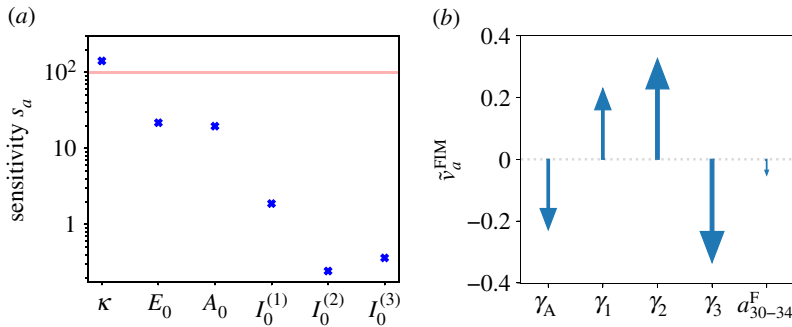 (a)
(b)
sensitivity s_a
10^2
10
1
κ E_0 A_0 I_0^(1) I_0^(2) I_0^(3)
ṽ_a^FIM
0.4
0.2
0
−0.2
−0.4
γ_A γ_1 γ_2 γ_3 a^F_30−34